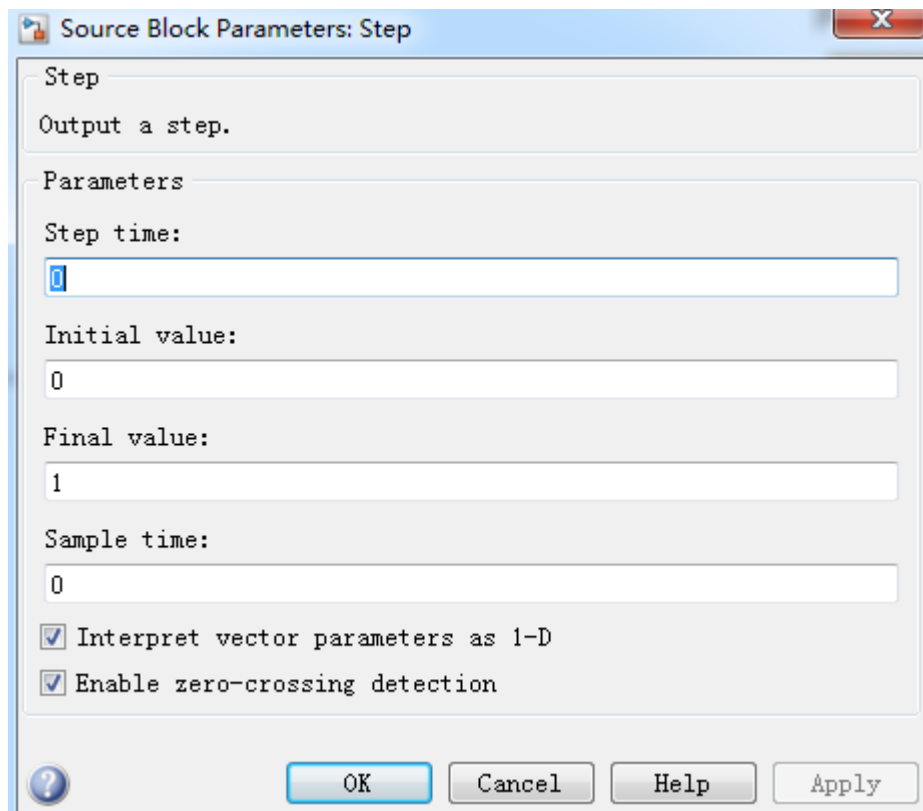 Source Block Parameters: Step
Step
Output a step.
Parameters
Step time:
0
Initial value:
0
Final value:
1
Sample time:
0
Interpret vector parameters as 1-D
Enable zero-crossing detection
OK Cancel Help Apply